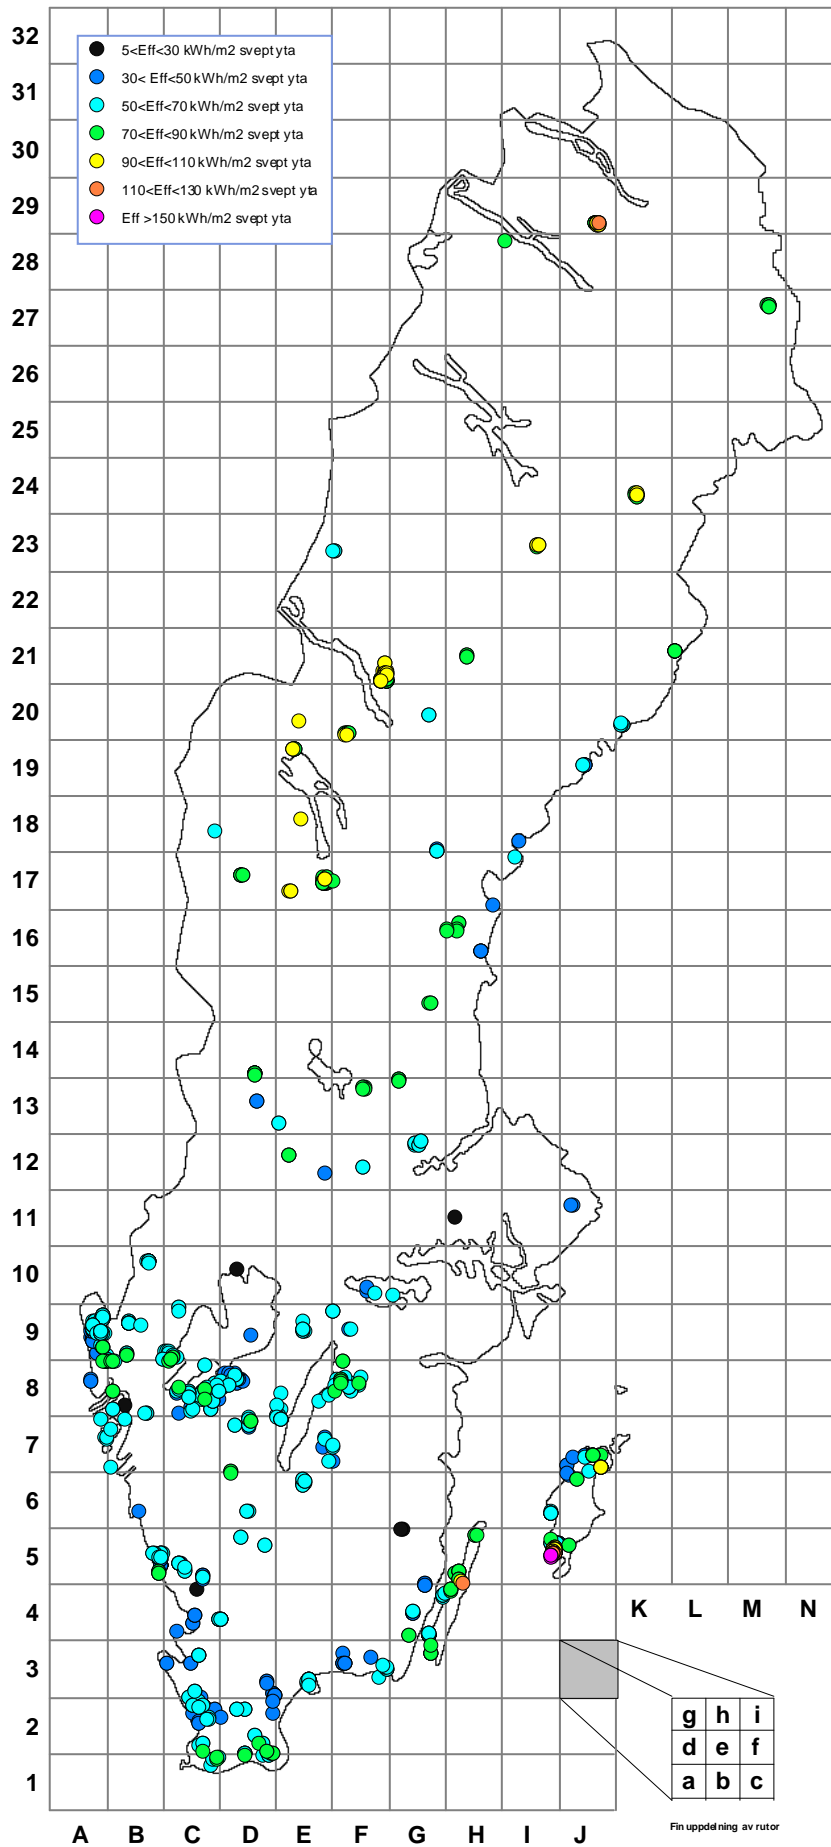 32
5<Eff<30 kWh/m2 svept yta
30< Eff<50 kWh/m2 svept yta
31
50<Eff<70 kWh/m2 svept yta
70<Eff<90 kWh/m2 svept yta
30
90<Eff<110 kWh/m2 svept yta
110<Eff<130 kWh/m2 svept yta
29
Eff >150 kWh/m2 svept yta
28
27
26
25
24
23
22
21
20
19
18
17
16
15
14
13
12
11
10
9
8
7
6
5
4
K L M N
3
g h i
2
d e f
a b c
1
Fin uppdelning av rutor
A B C D E F G H I J